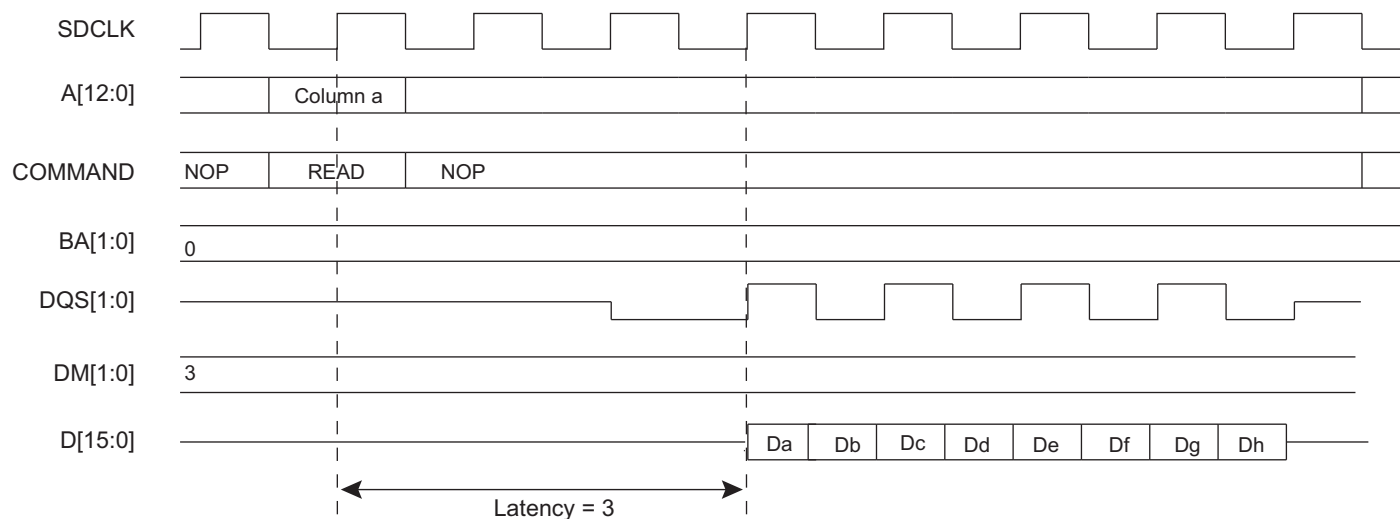 SDCLK
A[12:0] Column a
COMMAND NOP READ NOP
BA[1:0] 0
DQS[1:0]
DM[1:0] 3
D[15:0] Da Db Dc Dd De Df Dg Dh
Latency = 3